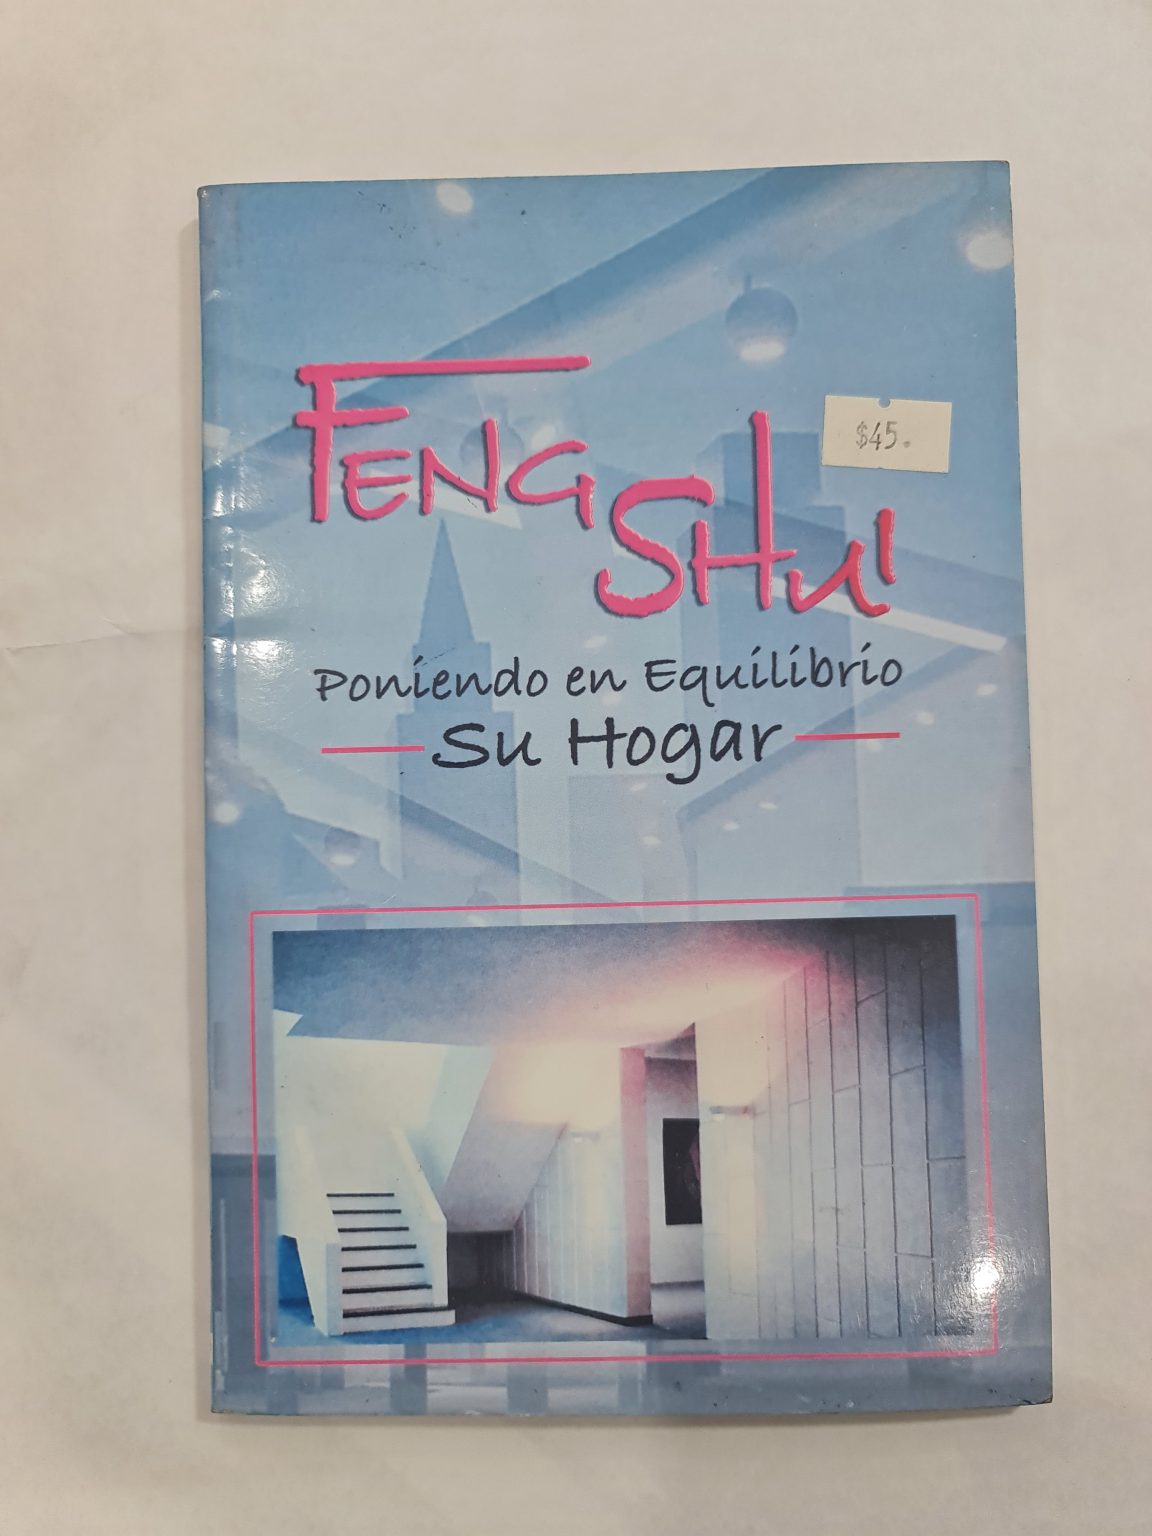 FENG
SHUI
$45.
Poniendo en Equilibrio
Su Hogar